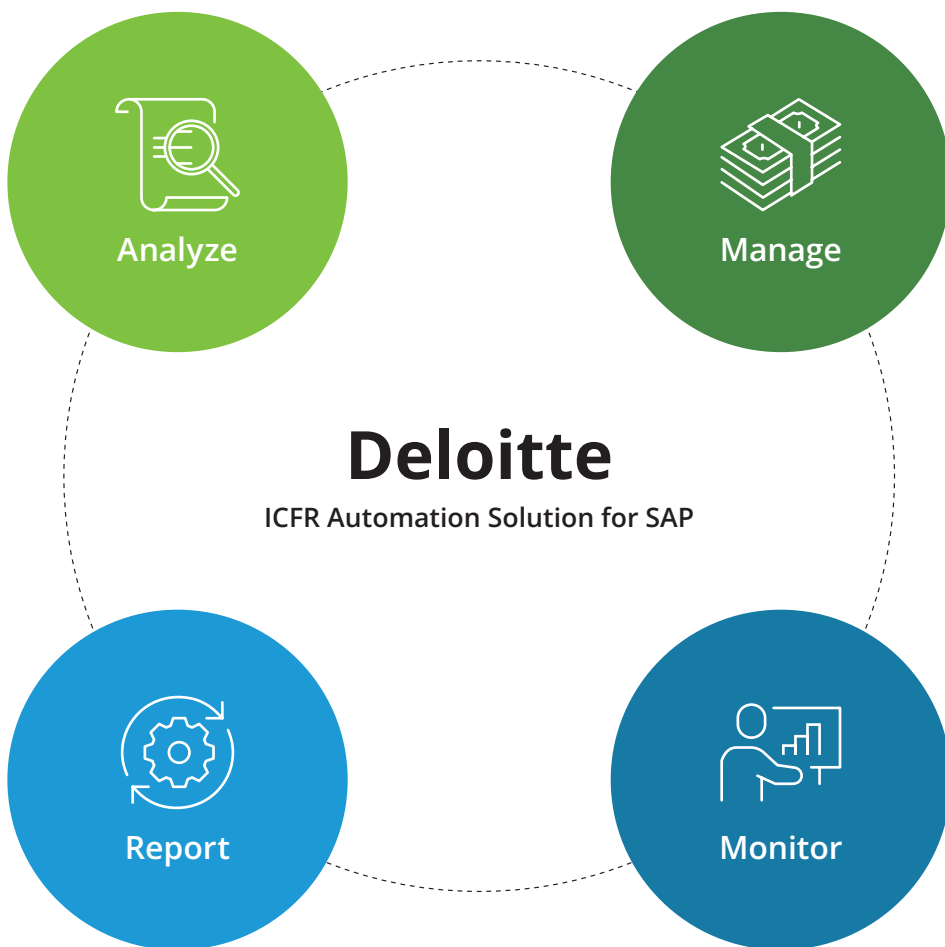 Analyze
Manage
Deloitte
ICFR Automation Solution for SAP
Report
Monitor